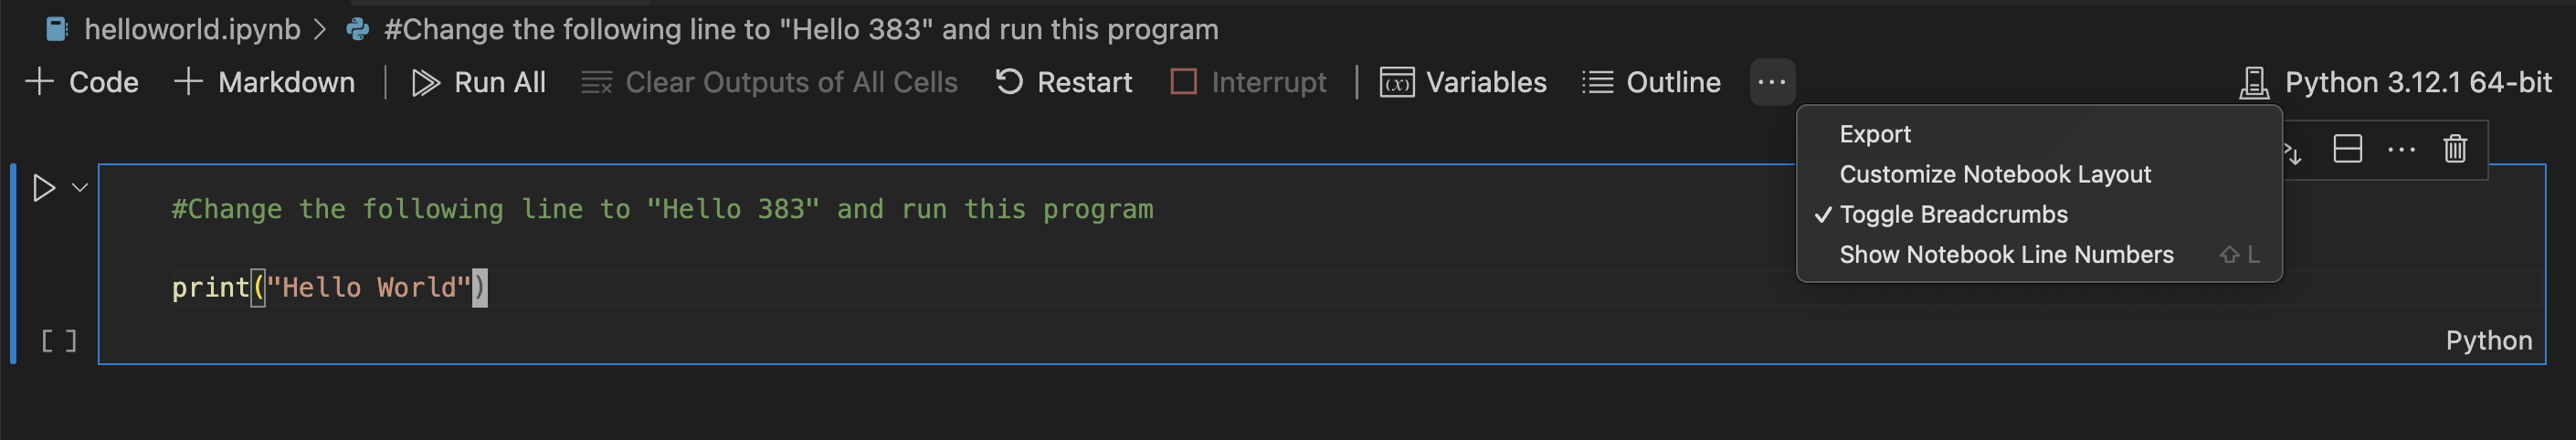 helloworld.ipynb > #Change the following line to "Hello 383" and run this program
+ Code + Markdown | Run All Clear Outputs of All Cells Restart Interrupt | Variables Outline ... Python 3.12.1 64-bit
Export
Customize Notebook Layout
✓ Toggle Breadcrumbs
Show Notebook Line Numbers ⇧ L
#Change the following line to "Hello 383" and run this program
print("Hello World")
[ ]
Python